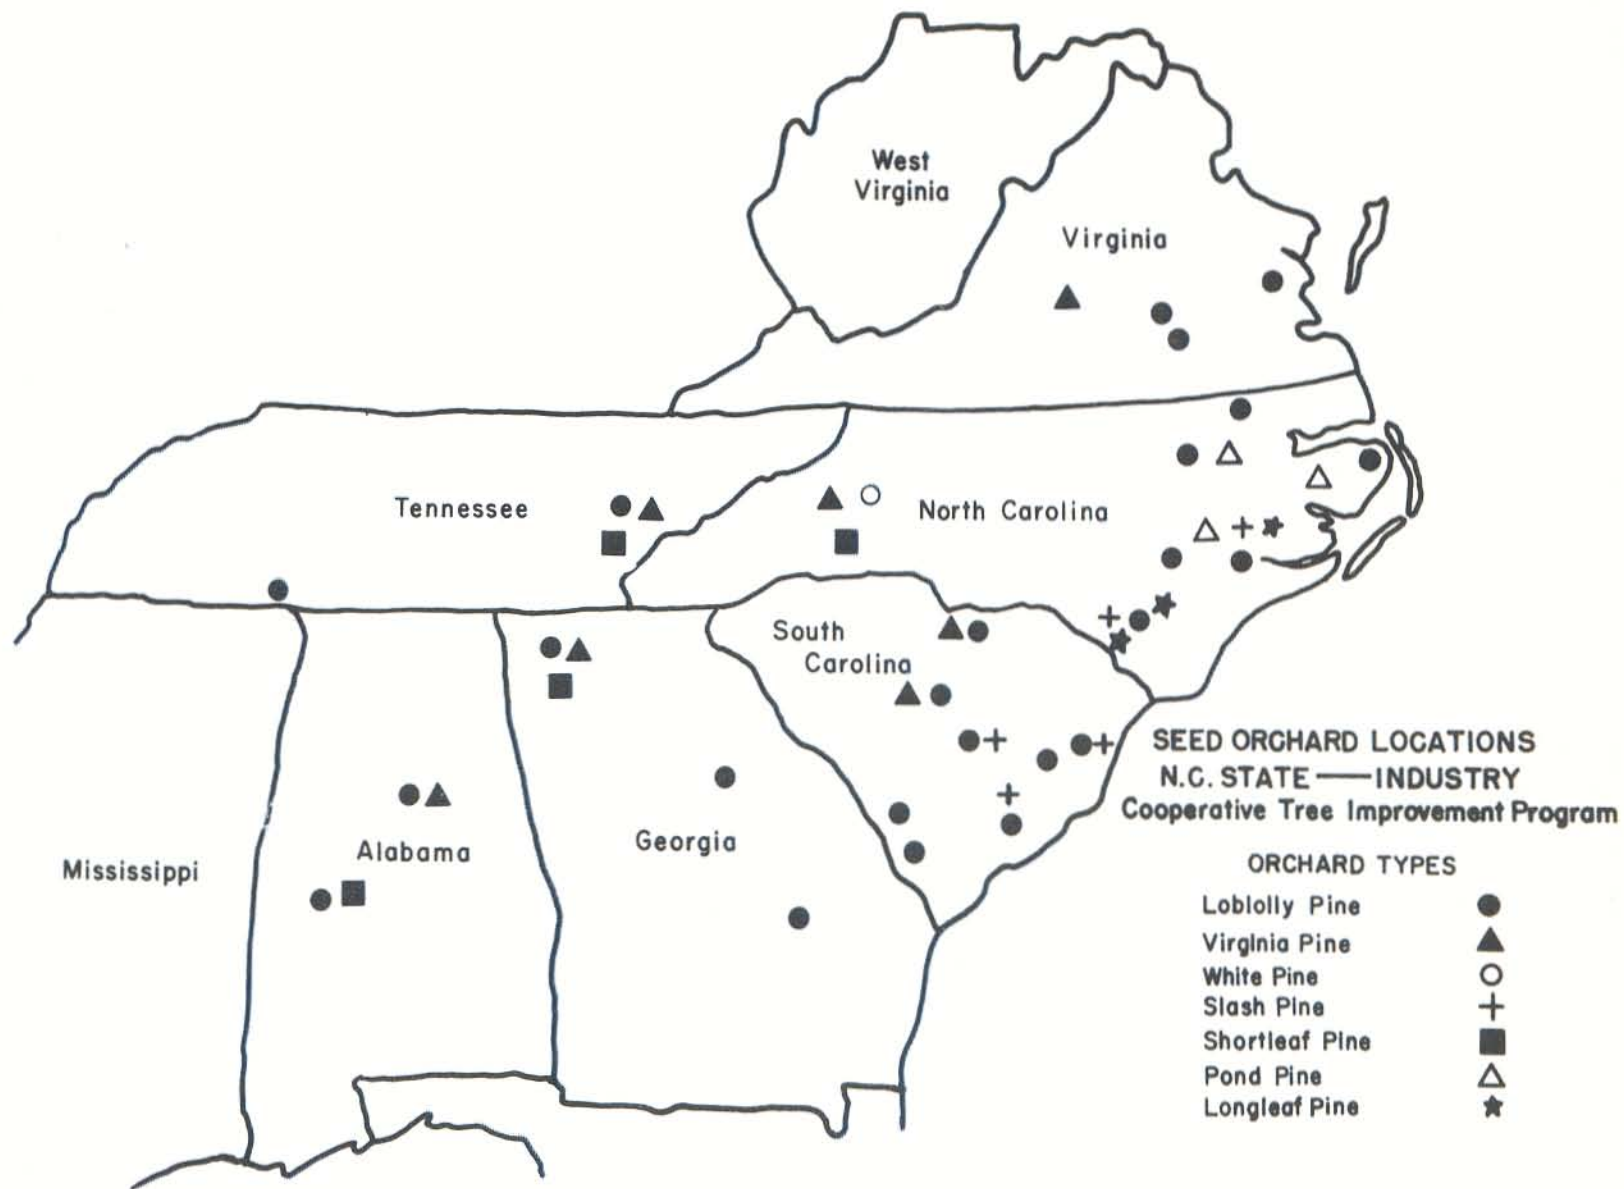 West
Virginia
Virginia
Tennessee
North Carolina
South
Carolina
Mississippi
Alabama
Georgia
SEED ORCHARD LOCATIONS
N.C. STATE — INDUSTRY
Cooperative Tree Improvement Program
ORCHARD TYPES
Loblolly Pine
Virginia Pine
White Pine
Slash Pine
Shortleaf Pine
Pond Pine
Longleaf Pine